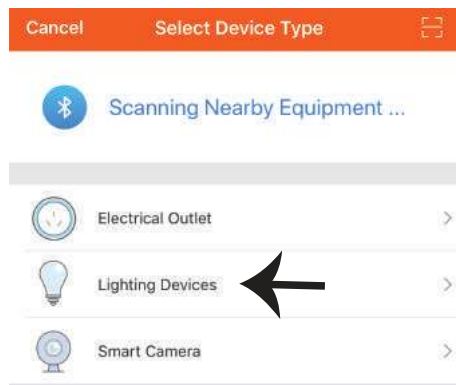 Cancel Select Device Type
Scanning Nearby Equipment ...
Electrical Outlet
Lighting Devices
Smart Camera